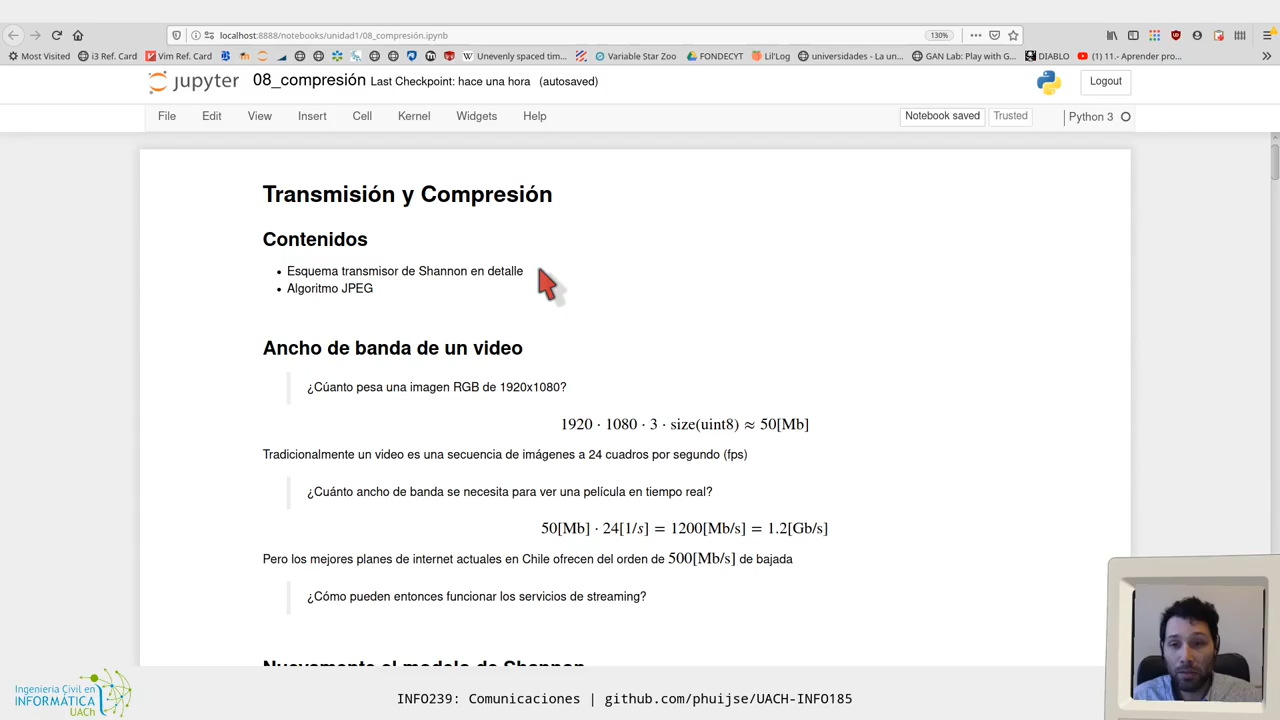 localhost:8888/notebooks/unidad1/08_compresión.ipynb
130%
Most Visited
i3 Ref. Card
Vim Ref. Card
Unevenly spaced tim...
Variable Star Zoo
FONDECYT
Lil'Log
universidades - La un...
GAN Lab: Play with G...
DIABLO
(1) 11.- Aprender pro...
jupyter 08_compresión Last Checkpoint: hace una hora (autosaved)
Logout
File Edit View Insert Cell Kernel Widgets Help
Notebook saved Trusted Python 3
Transmisión y Compresión
Contenidos
• Esquema transmisor de Shannon en detalle
• Algoritmo JPEG
Ancho de banda de un video
¿Cúanto pesa una imagen RGB de 1920x1080?
1920 · 1080 · 3 · size(uint8) ≈ 50[Mb]
Tradicionalmente un video es una secuencia de imágenes a 24 cuadros por segundo (fps)
¿Cuánto ancho de banda se necesita para ver una película en tiempo real?
50[Mb] · 24[1/s] = 1200[Mb/s] = 1.2[Gb/s]
Pero los mejores planes de internet actuales en Chile ofrecen del orden de 500[Mb/s] de bajada
¿Cómo pueden entonces funcionar los servicios de streaming?
Nuevamente el modelo de Shannon
Ingeniería Civil en
INFORMÁTICA
UACh
INFO239: Comunicaciones | github.com/phuijse/UACH-INFO185